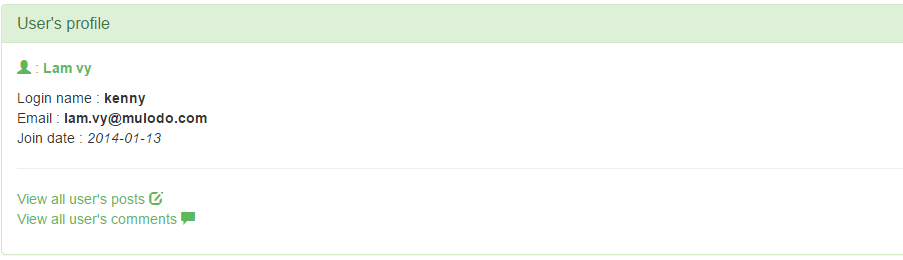 User's profile
: Lam vy
Login name : kenny
Email : lam.vy@mulodo.com
Join date : 2014-01-13
View all user's posts
View all user's comments